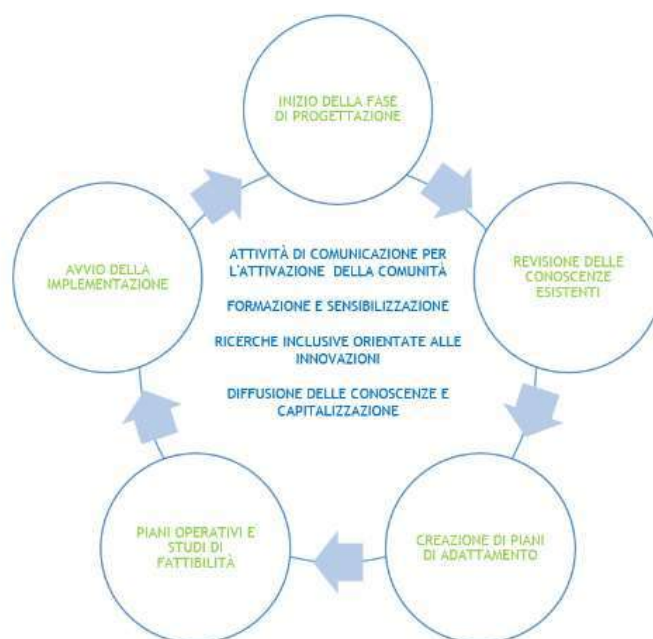 INIZIO DELLA FASE
DI PROGETTAZIONE
ATTIVITÀ DI COMUNICAZIONE PER
L'ATTIVAZIONE DELLA COMUNITÀ
FORMAZIONE E SENSIBILIZZAZIONE
RICERCHE INCLUSIVE ORIENTATE ALLE
INNOVAZIONI
DIFFUSIONE DELLE CONOSCENZE E
CAPITALIZZAZIONE
REVISIONE DELLE
CONOSCENZE
ESISTENTI
CREAZIONE DI PIANI
DI ADATTAMENTO
PIANI OPERATIVI E
STUDI DI
FATTIBILITÀ
AVVIO DELLA
IMPLEMENTAZIONE